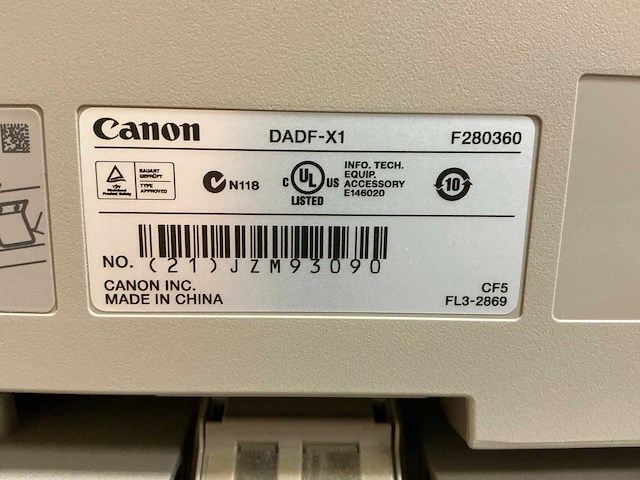 Canon DADF-X1 F280360
BAUART GEPRÜFT
TYPE APPROVED
N118
C UL US
LISTED
INFO. TECH.
EQUIP.
ACCESSORY
E146020
10
NO. (21)JZM93090
CANON INC.
MADE IN CHINA
CF5
FL3-2869